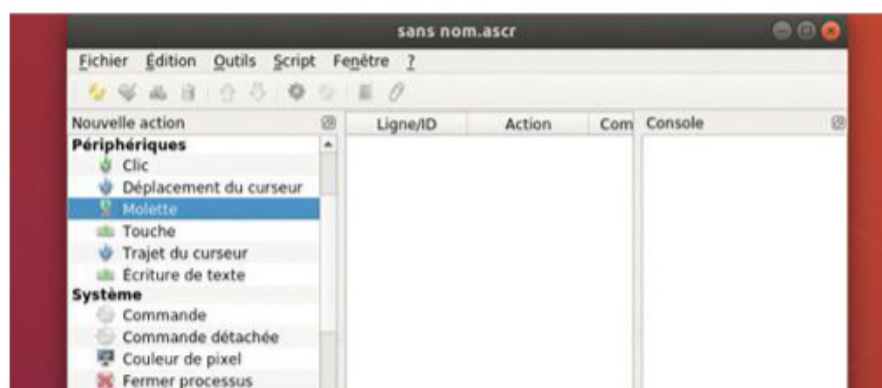 sans nom.ascr
Fichier Édition Outils Script Fenêtre ?
Nouvelle action
Périphériques
Clic
Déplacement du curseur
Molette
Touche
Trajet du curseur
Écriture de texte
Système
Commande
Commande détachée
Couleur de pixel
Fermer processus
Ligne/ID Action Com
Console